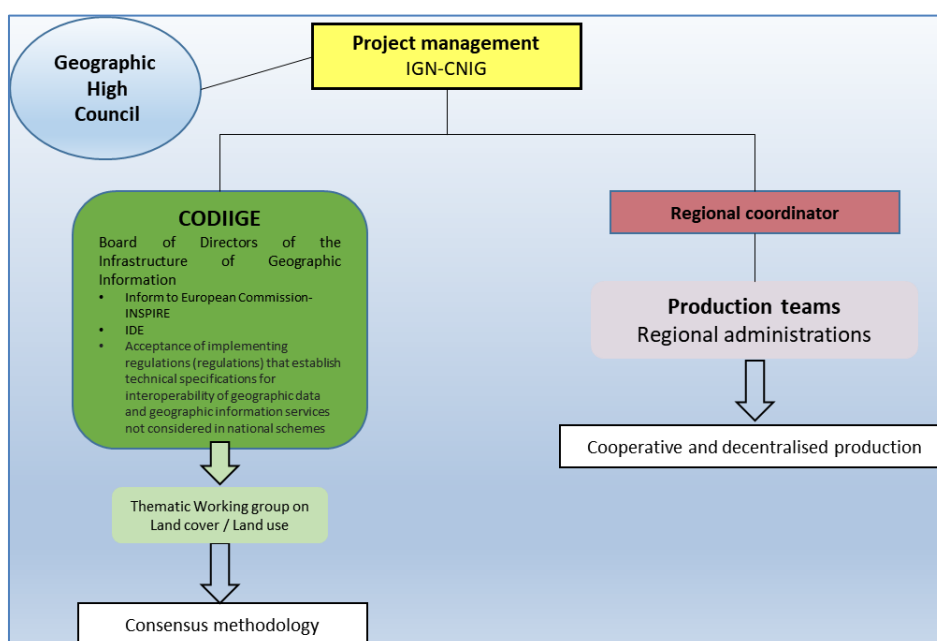 Geographic
High
Council
Project management
IGN-CNIG
CODIIGE
Board of Directors of the
Infrastructure of Geographic
Information
• Inform to European Commission-
INSPIRE
• IDE
• Acceptance of implementing
regulations (regulations) that establish
technical specifications for
interoperability of geographic data
and geographic information services
not considered in national schemes
Thematic Working group on
Land cover / Land use
Consensus methodology
Regional coordinator
Production teams
Regional administrations
Cooperative and decentralised production